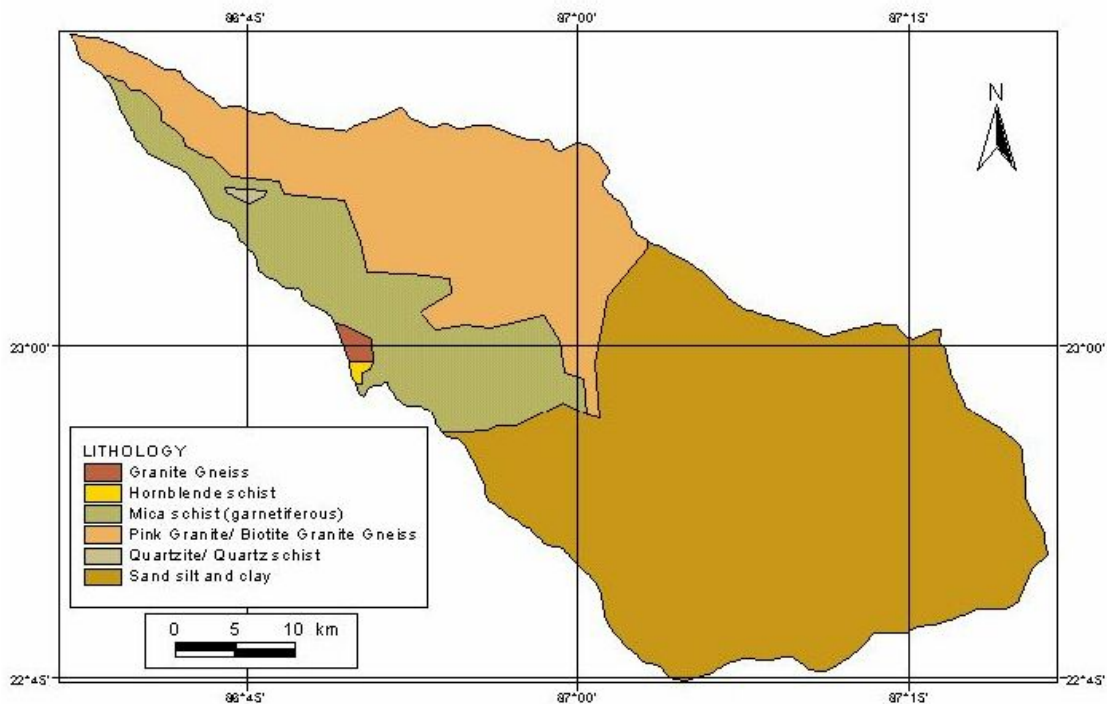 86°45' 87°00' 87°15'
N
23°00' 23°00'
LITHOLOGY
Granite Gneiss
Hornblende schist
Mica schist (garnetiferous)
Pink Granite/ Biotite Granite Gneiss
Quartzite/ Quartz schist
Sand silt and clay
0 5 10 km
22°45' 22°45'
86°45' 87°00' 87°15'